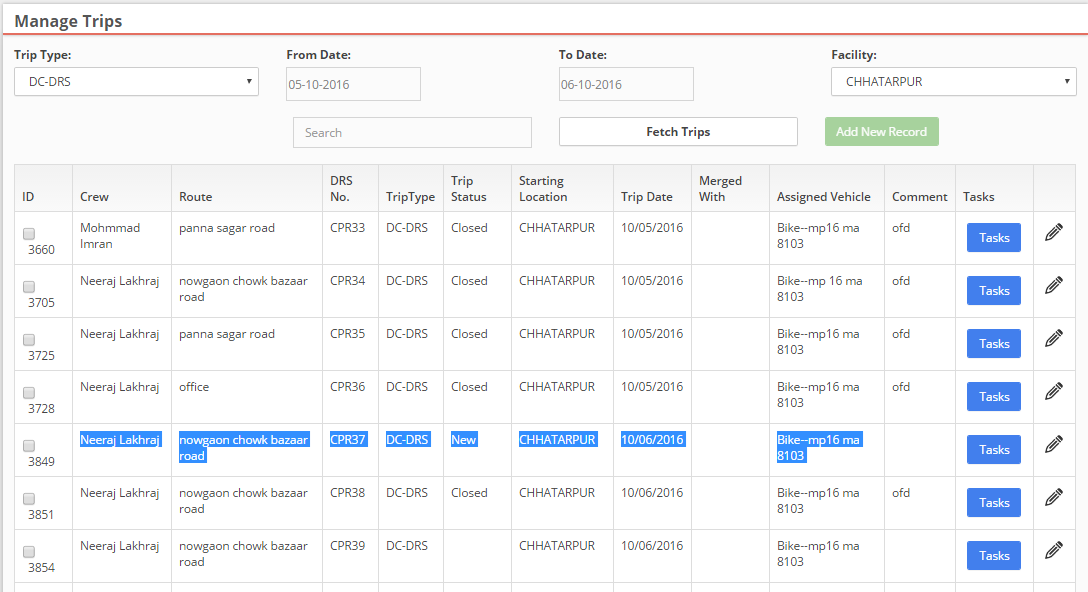 Manage Trips
Trip Type: From Date: To Date: Facility:
DC-DRS 05-10-2016 06-10-2016 CHHATARPUR
Search Fetch Trips Add New Record
ID Crew Route DRS No. TripType Trip Status Starting Location Trip Date Merged With Assigned Vehicle Comment Tasks
3660 Mohmmad Imran panna sagar road CPR33 DC-DRS Closed CHHATARPUR 10/05/2016 Bike--mp16 ma 8103 ofd Tasks
3705 Neeraj Lakhraj nowgaon chowk bazaar road CPR34 DC-DRS Closed CHHATARPUR 10/05/2016 Bike--mp 16 ma 8103 ofd Tasks
3725 Neeraj Lakhraj panna sagar road CPR35 DC-DRS Closed CHHATARPUR 10/05/2016 Bike--mp16 ma 8103 ofd Tasks
3728 Neeraj Lakhraj office CPR36 DC-DRS Closed CHHATARPUR 10/05/2016 Bike--mp16 ma 8103 ofd Tasks
3849 Neeraj Lakhraj nowgaon chowk bazaar road CPR37 DC-DRS New CHHATARPUR 10/06/2016 Bike--mp16 ma 8103 Tasks
3851 Neeraj Lakhraj nowgaon chowk bazaar road CPR38 DC-DRS Closed CHHATARPUR 10/06/2016 Bike--mp16 ma 8103 ofd Tasks
3854 Neeraj Lakhraj nowgaon chowk bazaar road CPR39 DC-DRS CHHATARPUR 10/06/2016 Bike--mp16 ma 8103 Tasks